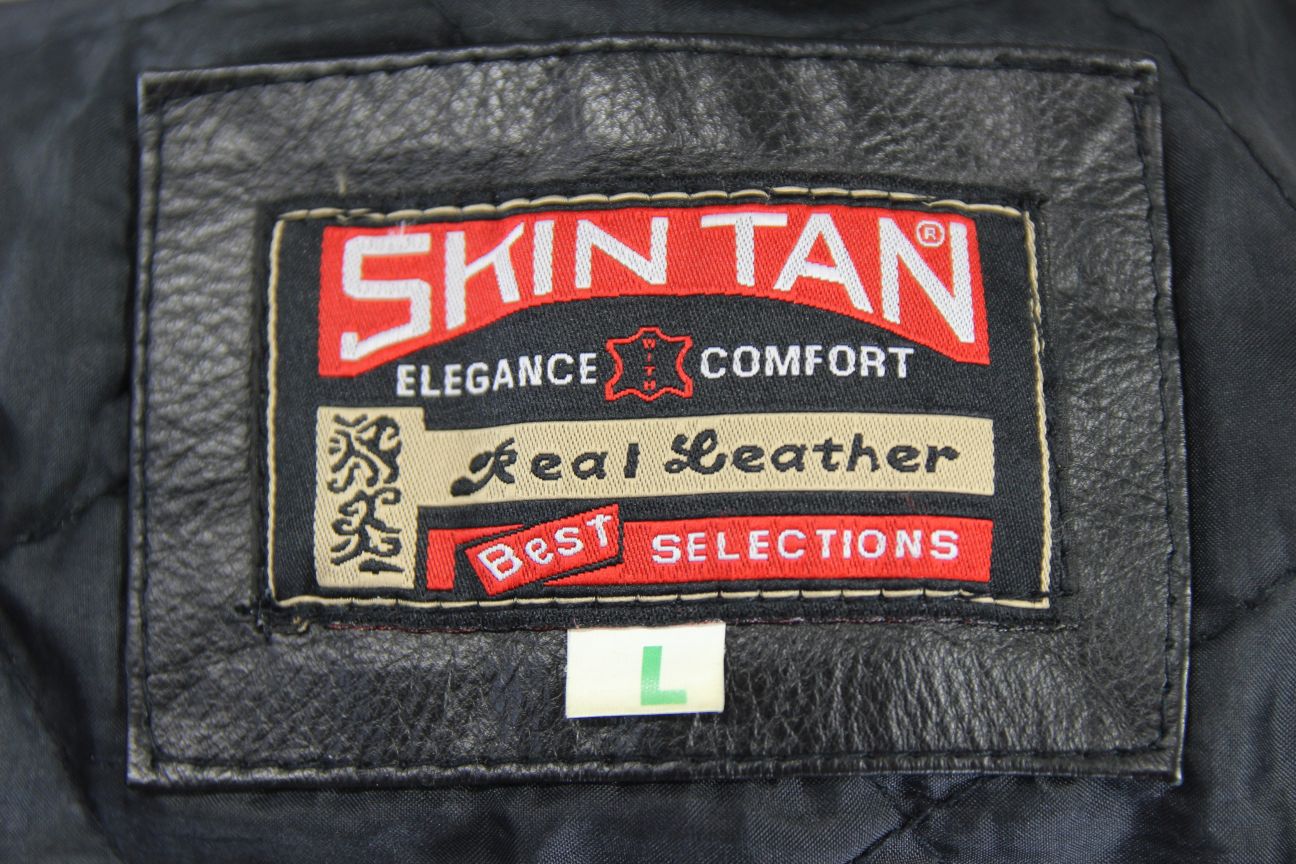 SKIN TAN®
ELEGANCE WITH COMFORT
Real Leather
Best SELECTIONS
L